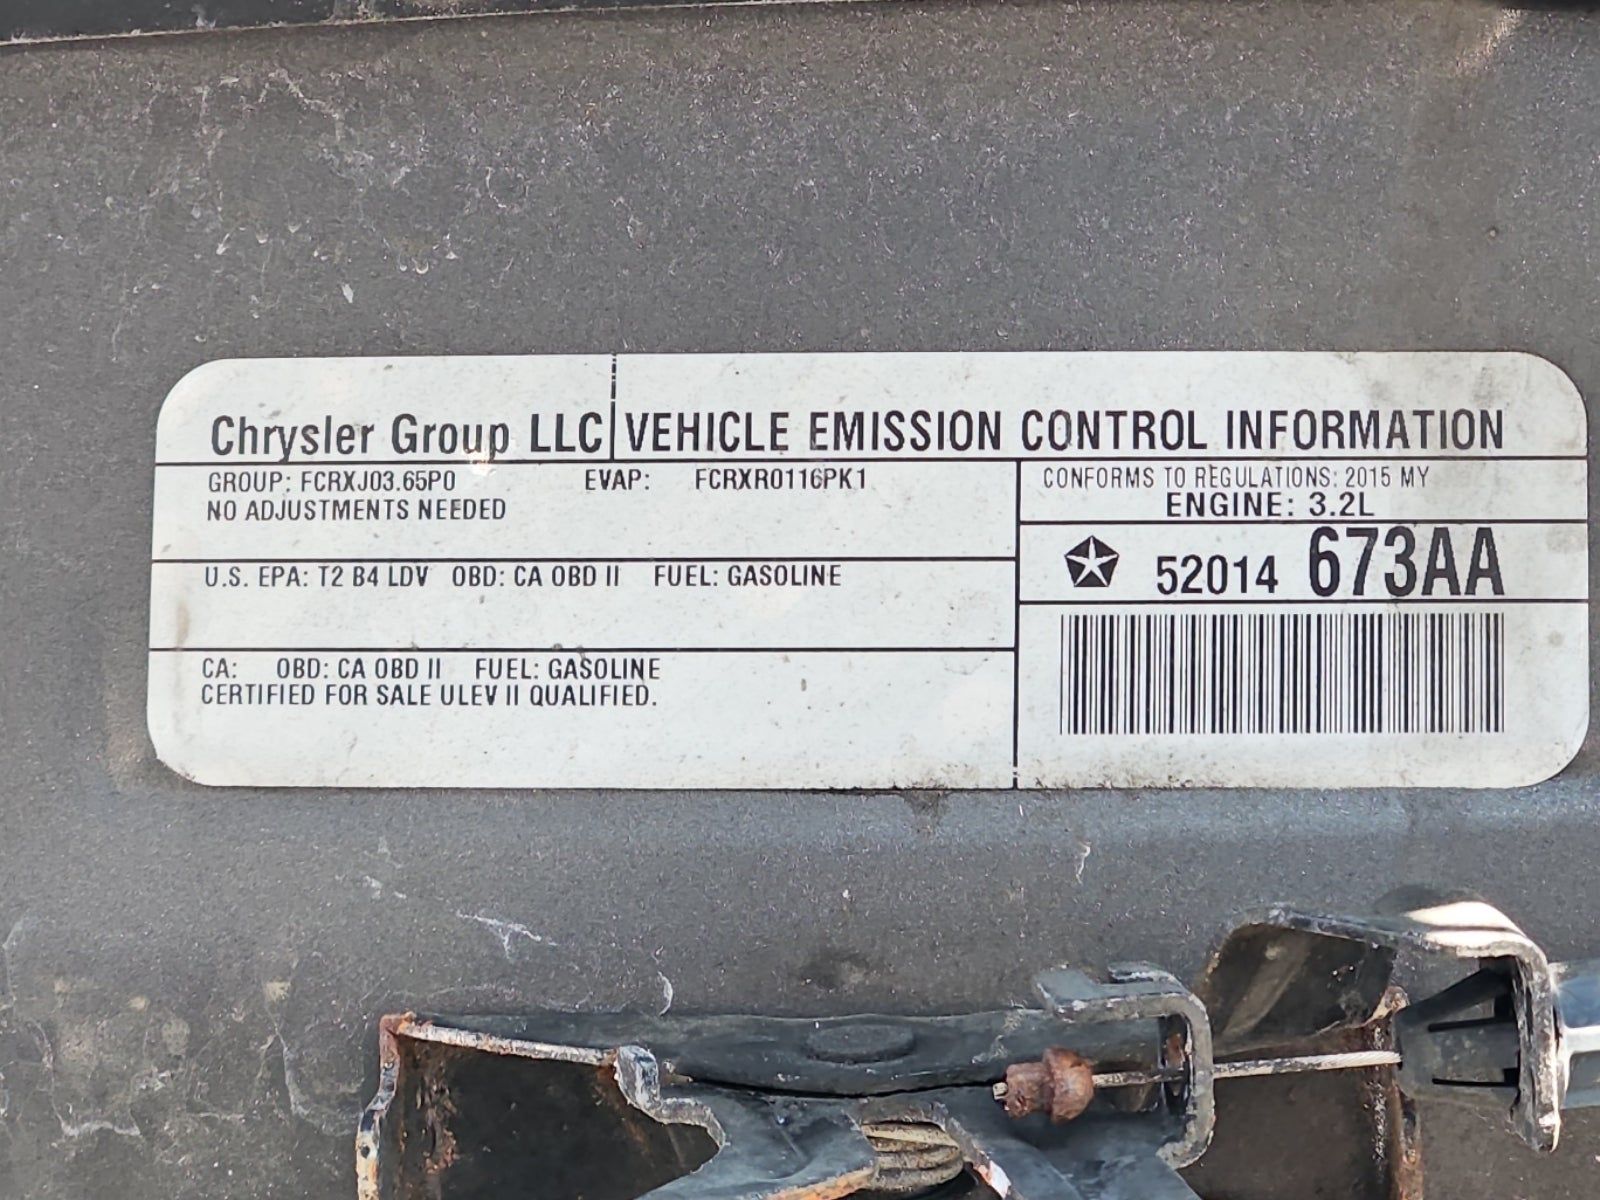 Chrysler Group LLC VEHICLE EMISSION CONTROL INFORMATION
GROUP: FCRXJ03.65P0 EVAP: FCRXR0116PK1
NO ADJUSTMENTS NEEDED
CONFORMS TO REGULATIONS: 2015 MY
ENGINE: 3.2L
52014 673AA
U.S. EPA: T2 B4 LDV OBD: CA OBD II FUEL: GASOLINE
CA: OBD: CA OBD II FUEL: GASOLINE
CERTIFIED FOR SALE ULEV II QUALIFIED.